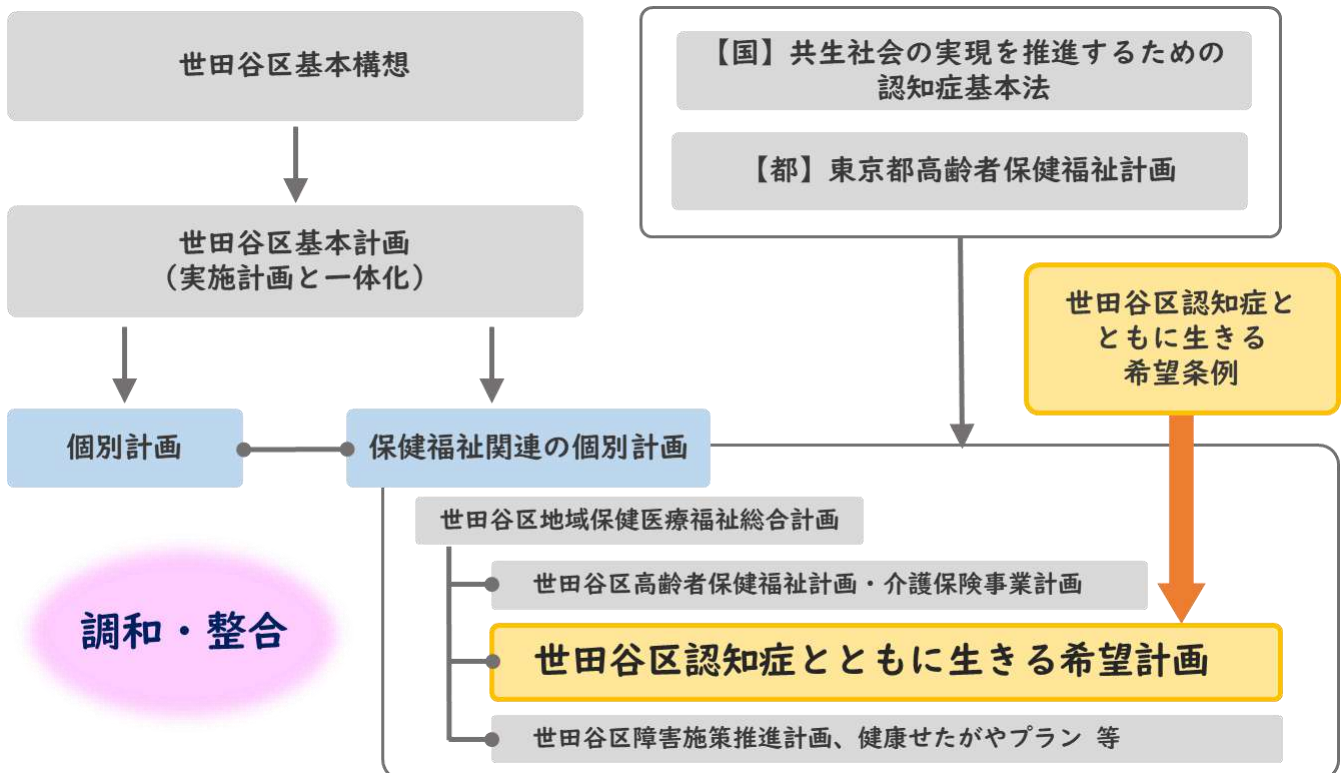 世田谷区基本構想
【国】共生社会の実現を推進するための
認知症基本法
【都】東京都高齢者保健福祉計画
世田谷区基本計画
（実施計画と一体化）
世田谷区認知症と
ともに生きる
希望条例
個別計画
保健福祉関連の個別計画
世田谷区地域保健医療福祉総合計画
世田谷区高齢者保健福祉計画・介護保険事業計画
調和・整合
世田谷区認知症とともに生きる希望計画
世田谷区障害施策推進計画、健康せたがやプラン 等